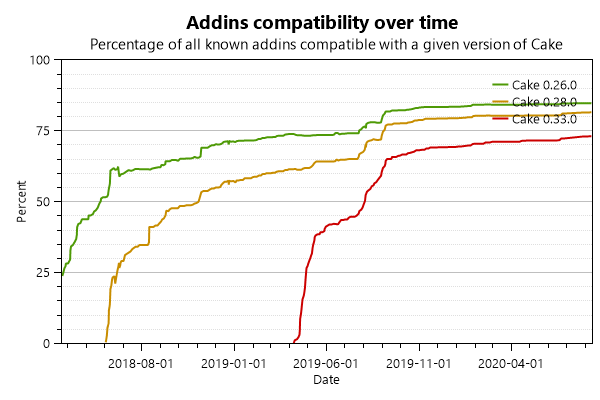 Addins compatibility over time
Percentage of all known addins compatible with a given version of Cake
100
75
50
25
0
Percent
Cake 0.26.0
Cake 0.28.0
Cake 0.33.0
2018-08-01
2019-01-01
2019-06-01
2019-11-01
2020-04-01
Date